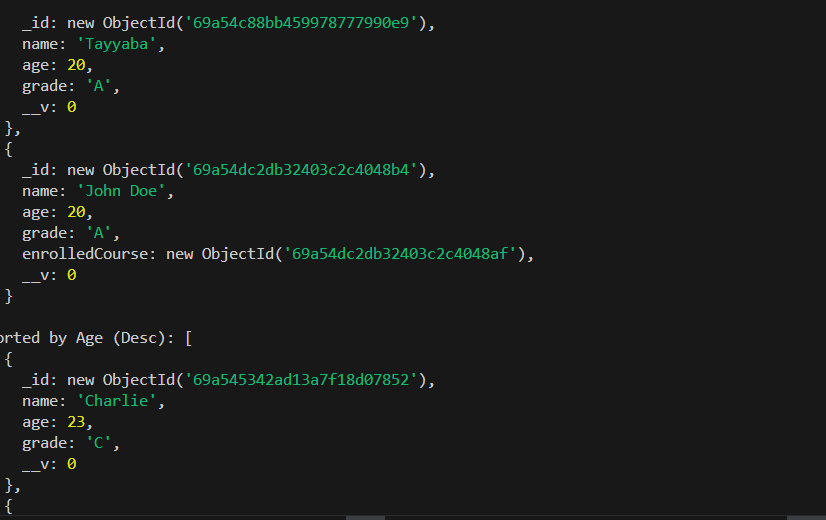 _id: new ObjectId('69a54c88bb459978777990e9'),
name: 'Tayyaba',
age: 20,
grade: 'A',
__v: 0
},
{
_id: new ObjectId('69a54dc2db32403c2c4048b4'),
name: 'John Doe',
age: 20,
grade: 'A',
enrolledCourse: new ObjectId('69a54dc2db32403c2c4048af'),
__v: 0
}
orted by Age (Desc): [
{
_id: new ObjectId('69a545342ad13a7f18d07852'),
name: 'Charlie',
age: 23,
grade: 'C',
__v: 0
},
{